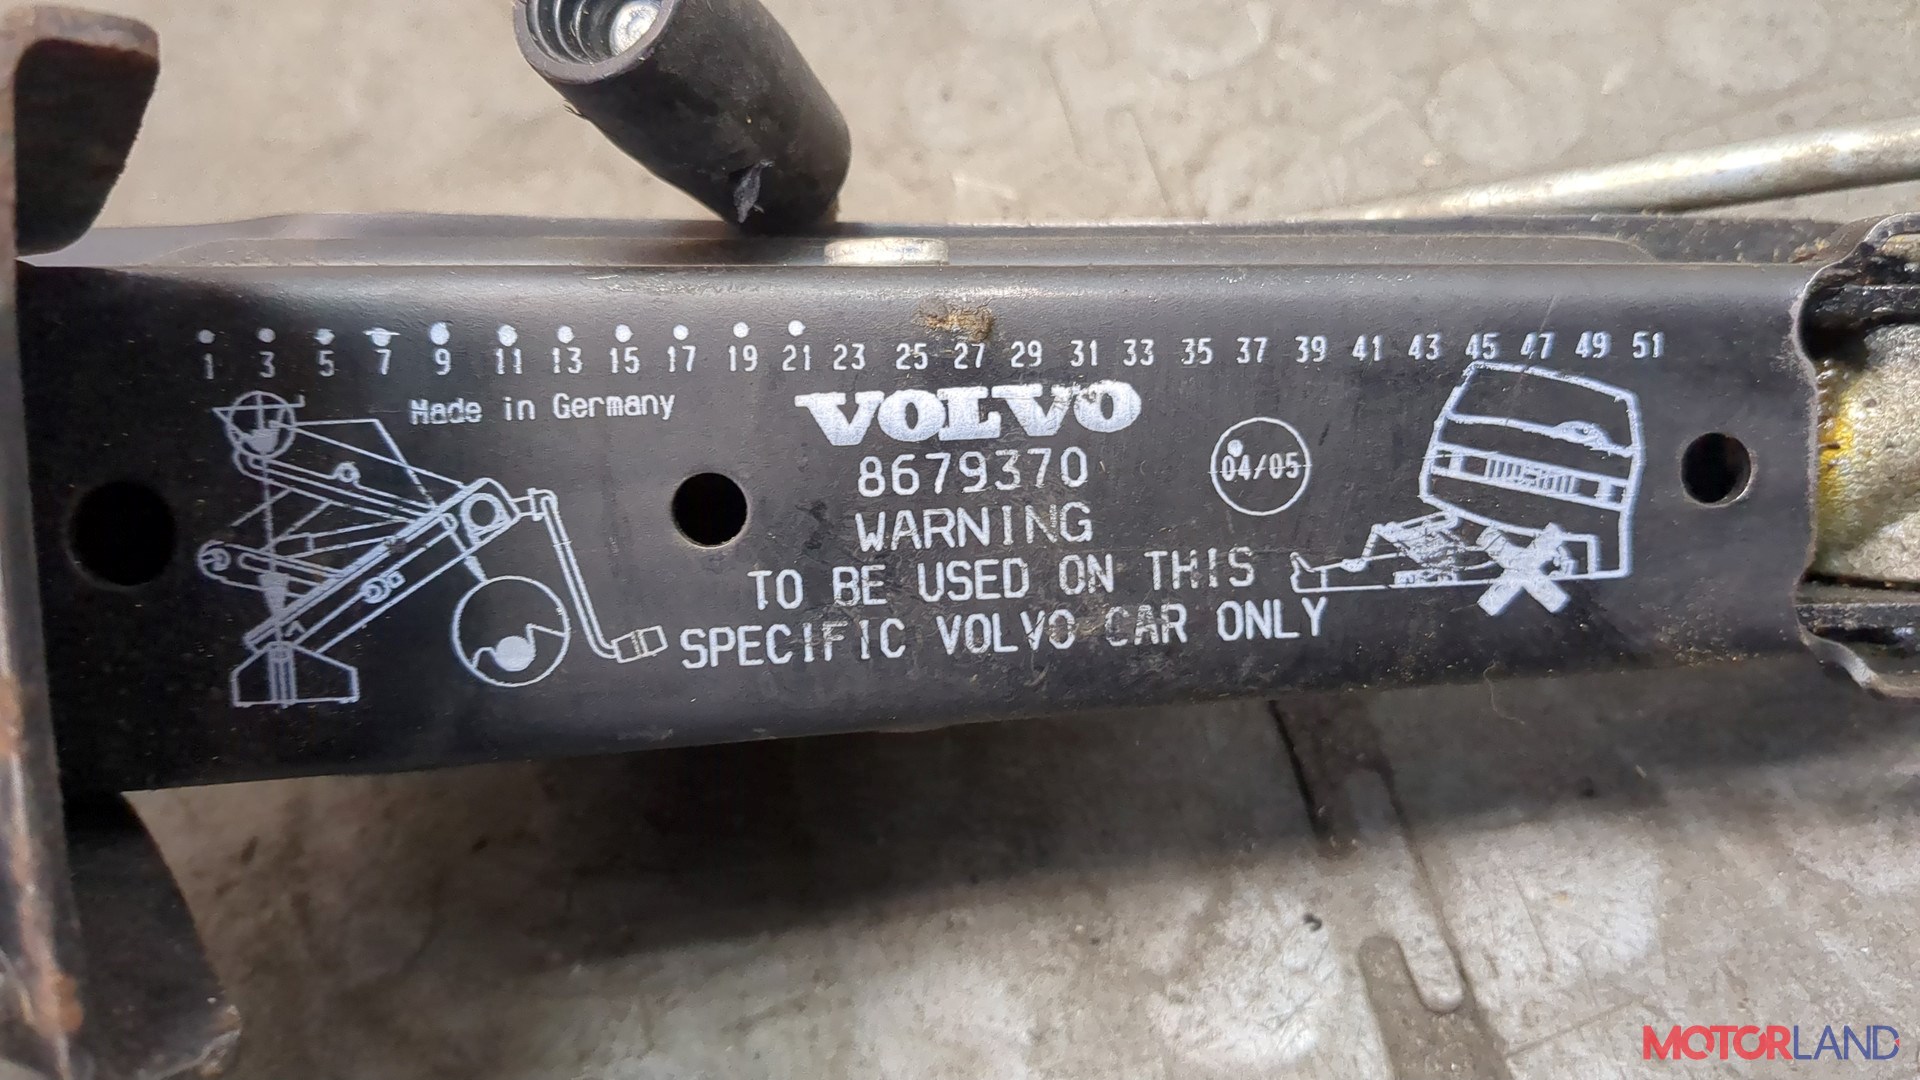 1 3 5 7 9 11 13 15 17 19 21 23 25 27 29 31 33 35 37 39 41 43 45 47 49 51
Made in Germany
VOLVO
8679370
04/05
WARNING
TO BE USED ON THIS
SPECIFIC VOLVO CAR ONLY
MOTORLAND